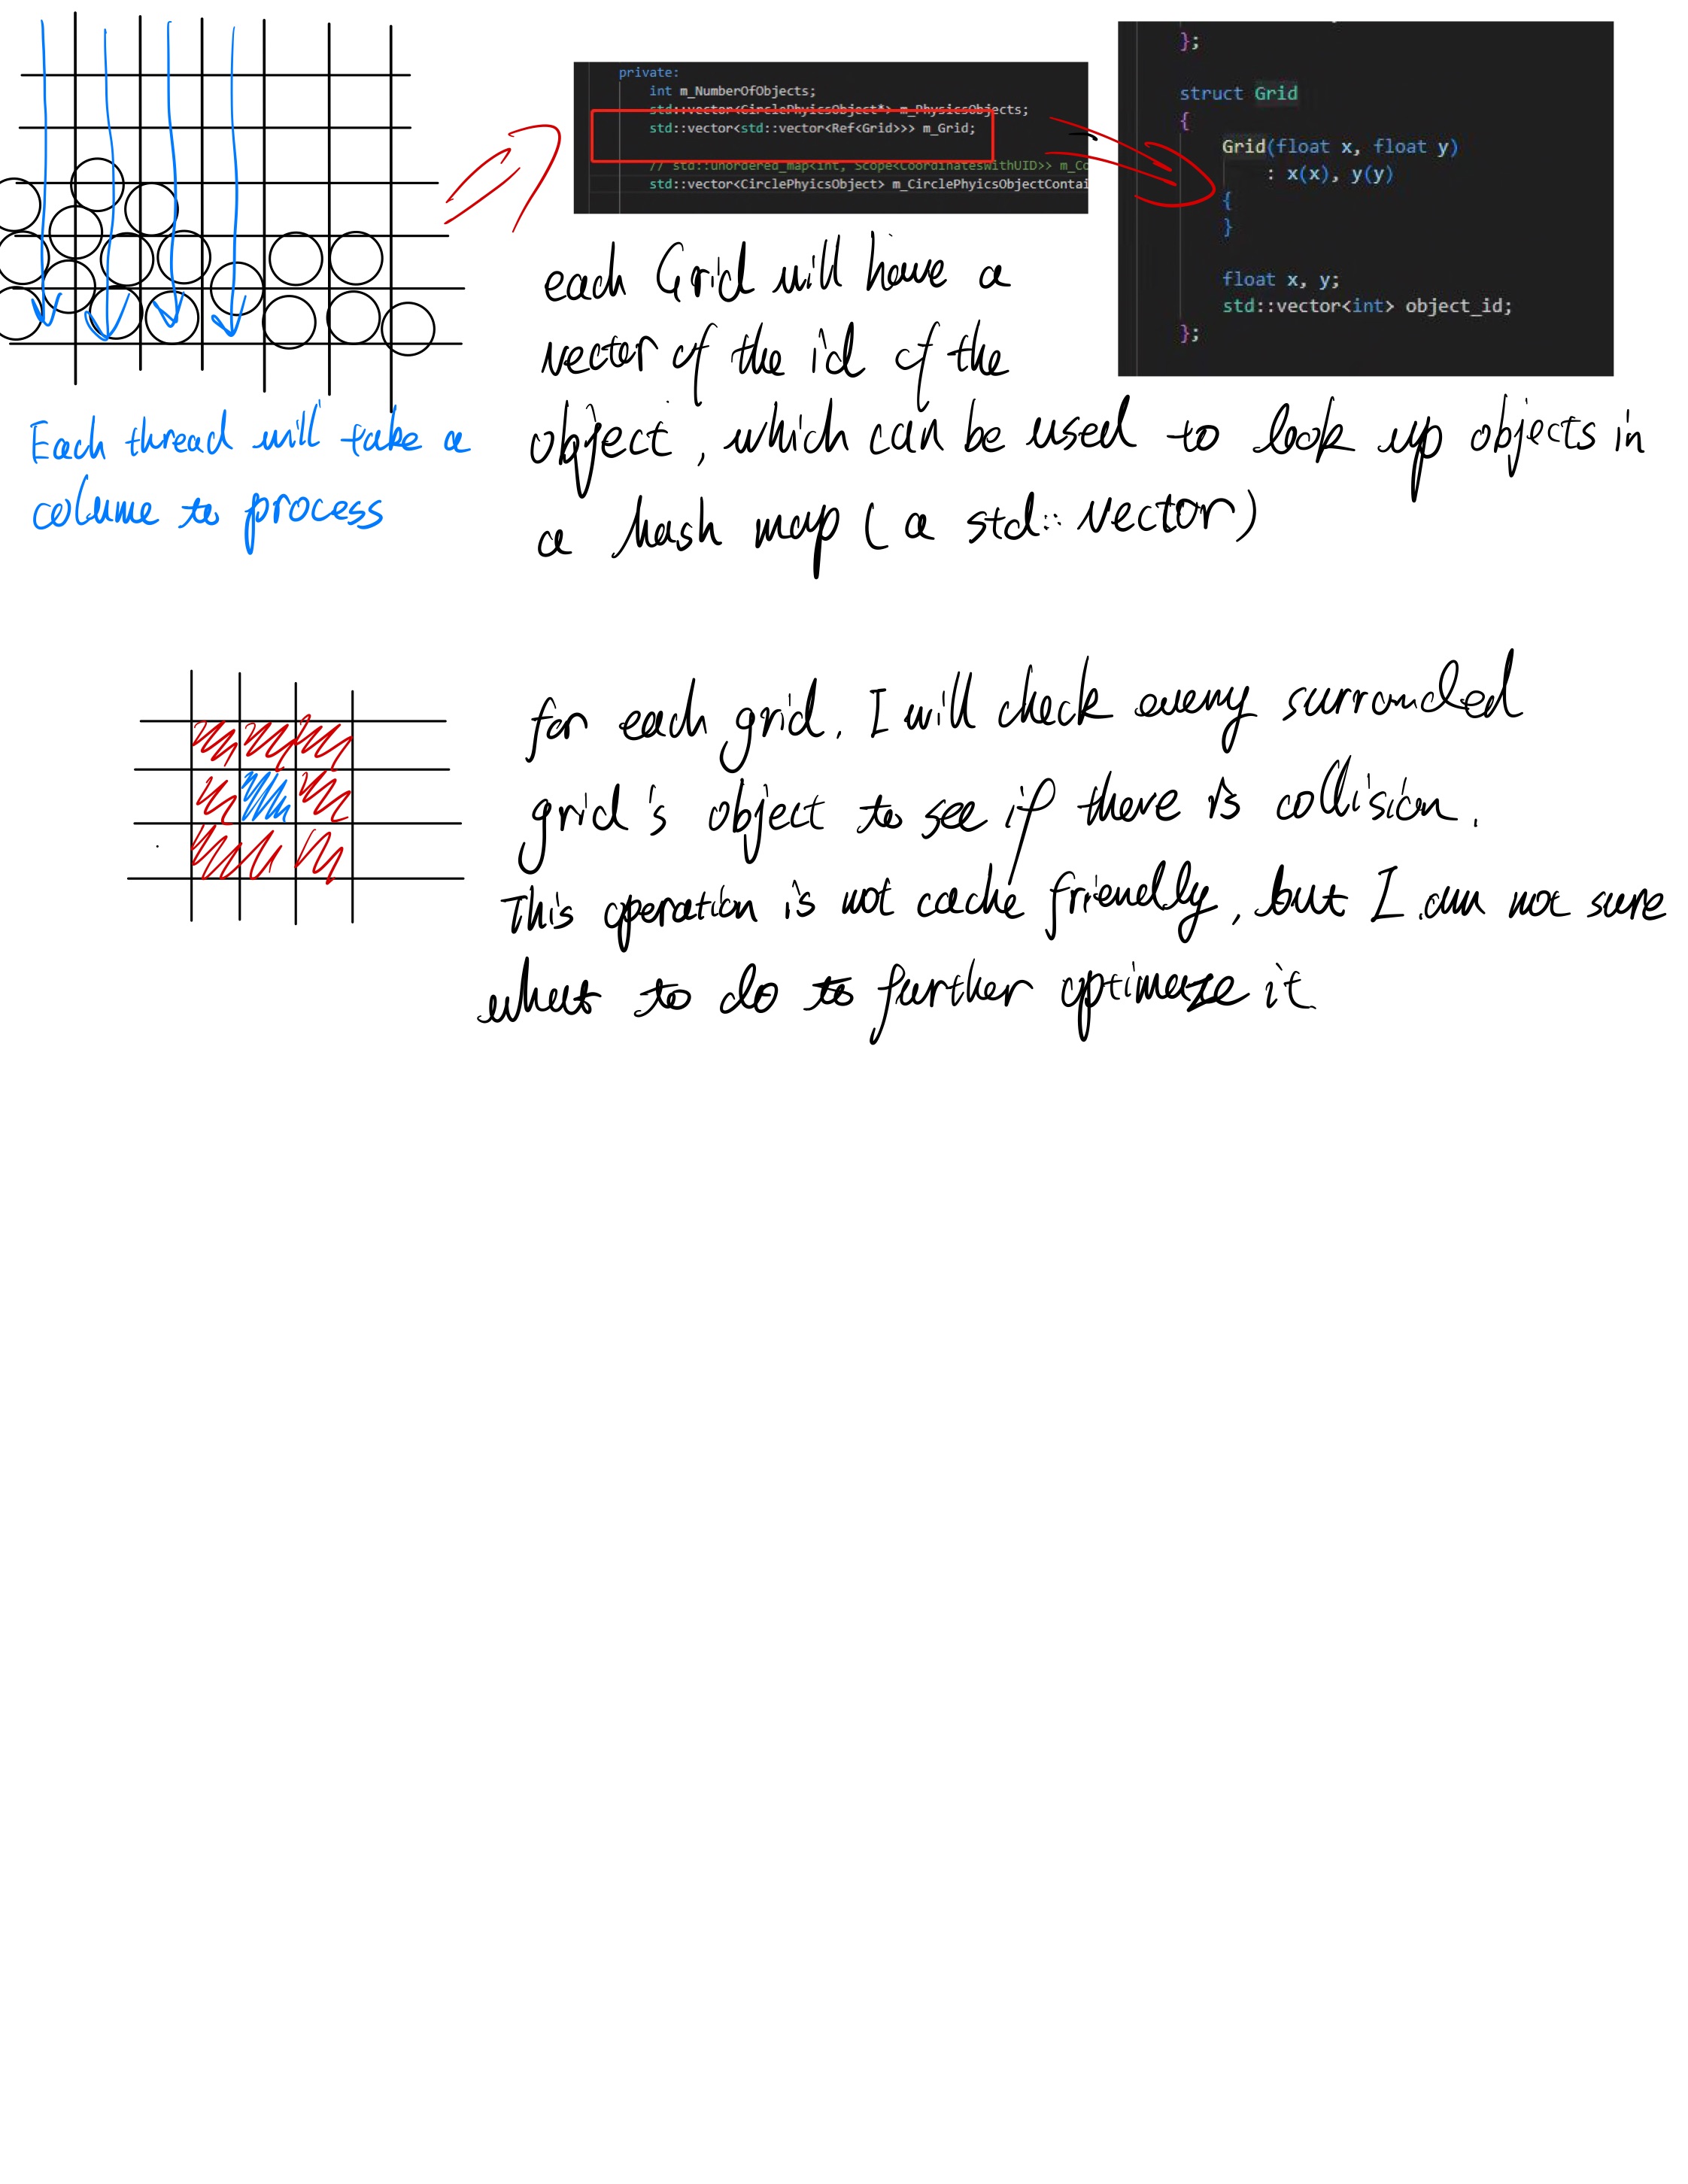 private:
int m_NumberOfObjects;
std::vector<CirclePhyicsObject*> m_PhysicsObjects;
std::vector<std::vector<Ref<Grid>>> m_Grid;
// std::unordered_map<int, Scope<CoordinatesWithUID>> m_Co
std::vector<CirclePhyicsObject> m_CirclePhyicsObjectContai
};
struct Grid
{
Grid(float x, float y)
: x(x), y(y)
{
}
float x, y;
std::vector<int> object_id;
};
Each thread will take a
colume to process
each Grid will have a
vector of the id of the
object, which can be used to look up objects in
a hash map (a std::vector)
for each grid. I will check every surrounded
grid's object to see if there is collision.
This operation is not cache friendly, but I am not sure
what to do to further optimaze it